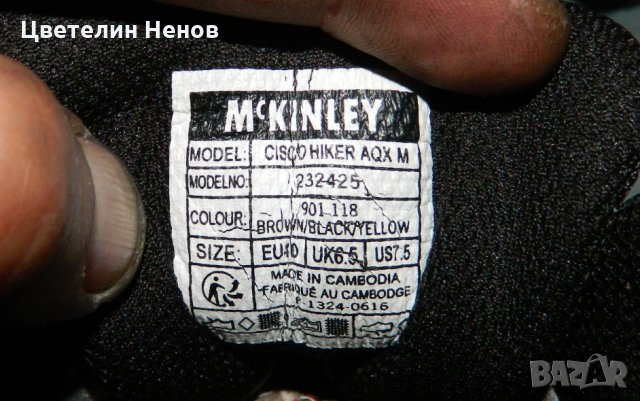 Цветелин Ненов
McKINLEY
MODEL: CISCO HIKER AQX M
MODELNO: 232425
COLOUR: 901 118
BROWN/BLACK/YELLOW
SIZE: EU40 UK6.5 US7.5
MADE IN CAMBODIA
FABRIQUÉ AU CAMBODGE
F-1324-0616
BAZAR